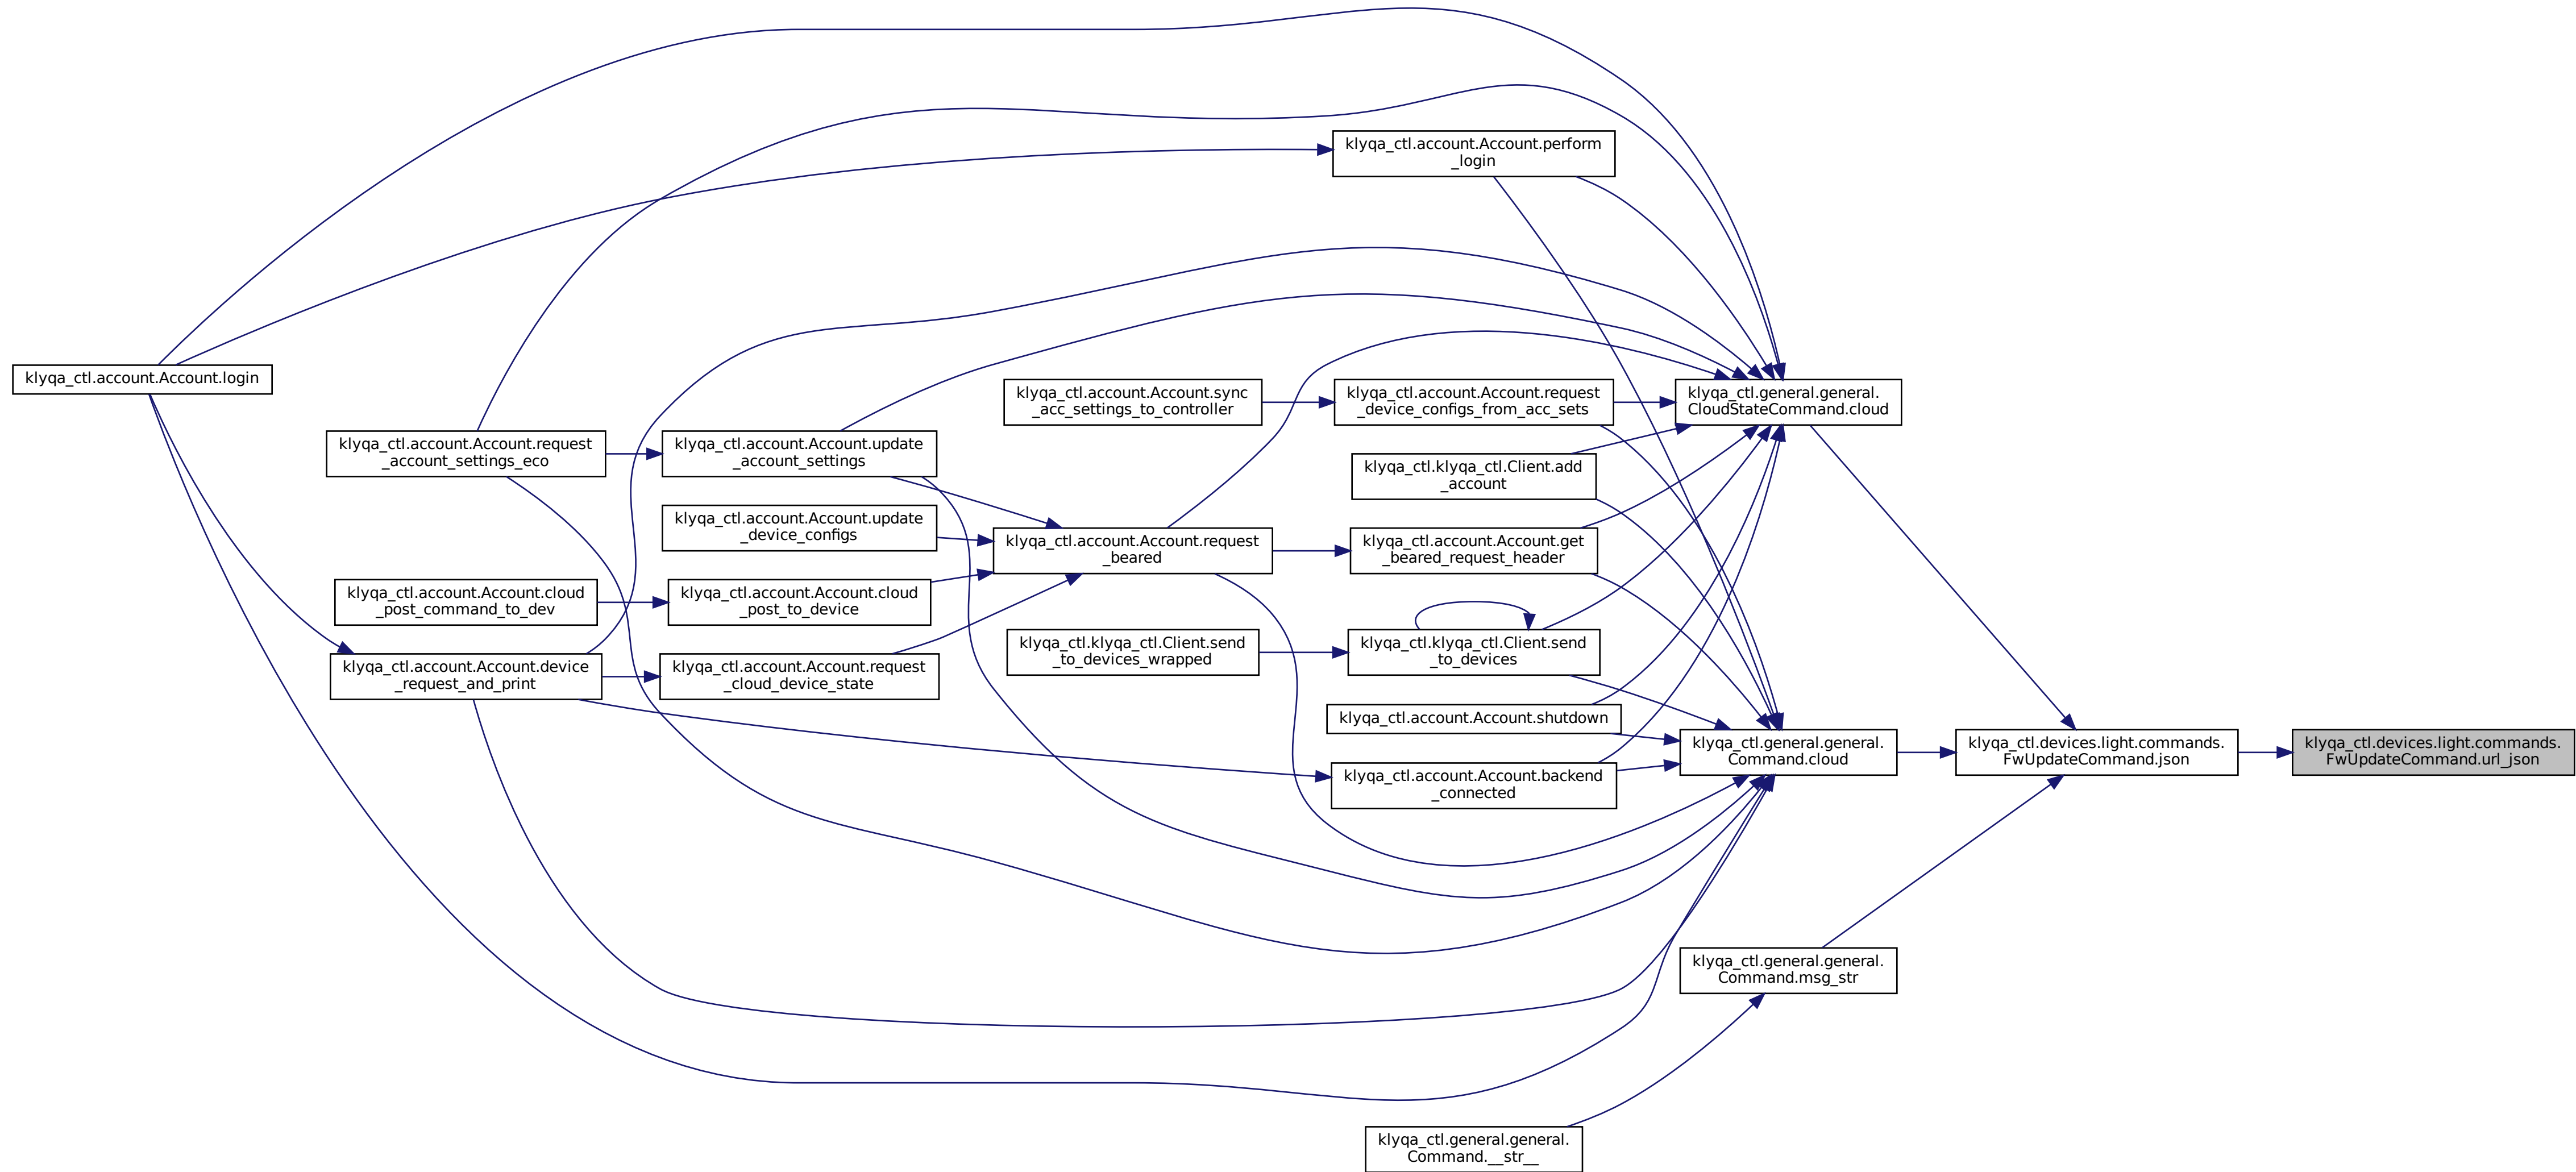 klyqa_ctl.account.Account.perform
_login
klyqa_ctl.account.Account.login
klyqa_ctl.account.Account.sync
_acc_settings_to_controller
klyqa_ctl.account.Account.request
_device_configs_from_acc_sets
klyqa_ctl.general.general.
CloudStateCommand.cloud
klyqa_ctl.account.Account.request
_account_settings_eco
klyqa_ctl.account.Account.update
_account_settings
klyqa_ctl.klyqa_ctl.Client.add
_account
klyqa_ctl.account.Account.update
_device_configs
klyqa_ctl.account.Account.request
_beared
klyqa_ctl.account.Account.get
_beared_request_header
klyqa_ctl.account.Account.cloud
_post_command_to_dev
klyqa_ctl.account.Account.cloud
_post_to_device
klyqa_ctl.klyqa_ctl.Client.send
_to_devices_wrapped
klyqa_ctl.klyqa_ctl.Client.send
_to_devices
klyqa_ctl.account.Account.device
_request_and_print
klyqa_ctl.account.Account.request
_cloud_device_state
klyqa_ctl.account.Account.shutdown
klyqa_ctl.general.general.
Command.cloud
klyqa_ctl.devices.light.commands.
FwUpdateCommand.json
klyqa_ctl.devices.light.commands.
FwUpdateCommand.url_json
klyqa_ctl.account.Account.backend
_connected
klyqa_ctl.general.general.
Command.msg_str
klyqa_ctl.general.general.
Command.__str__